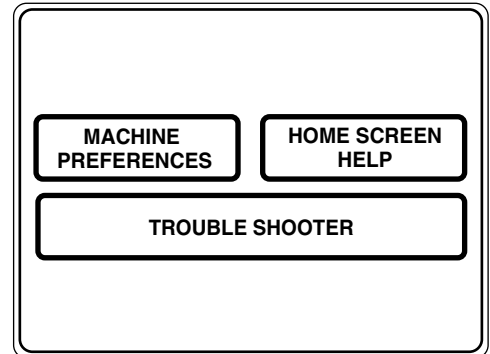 MACHINE
PREFERENCES
HOME SCREEN
HELP
TROUBLE SHOOTER